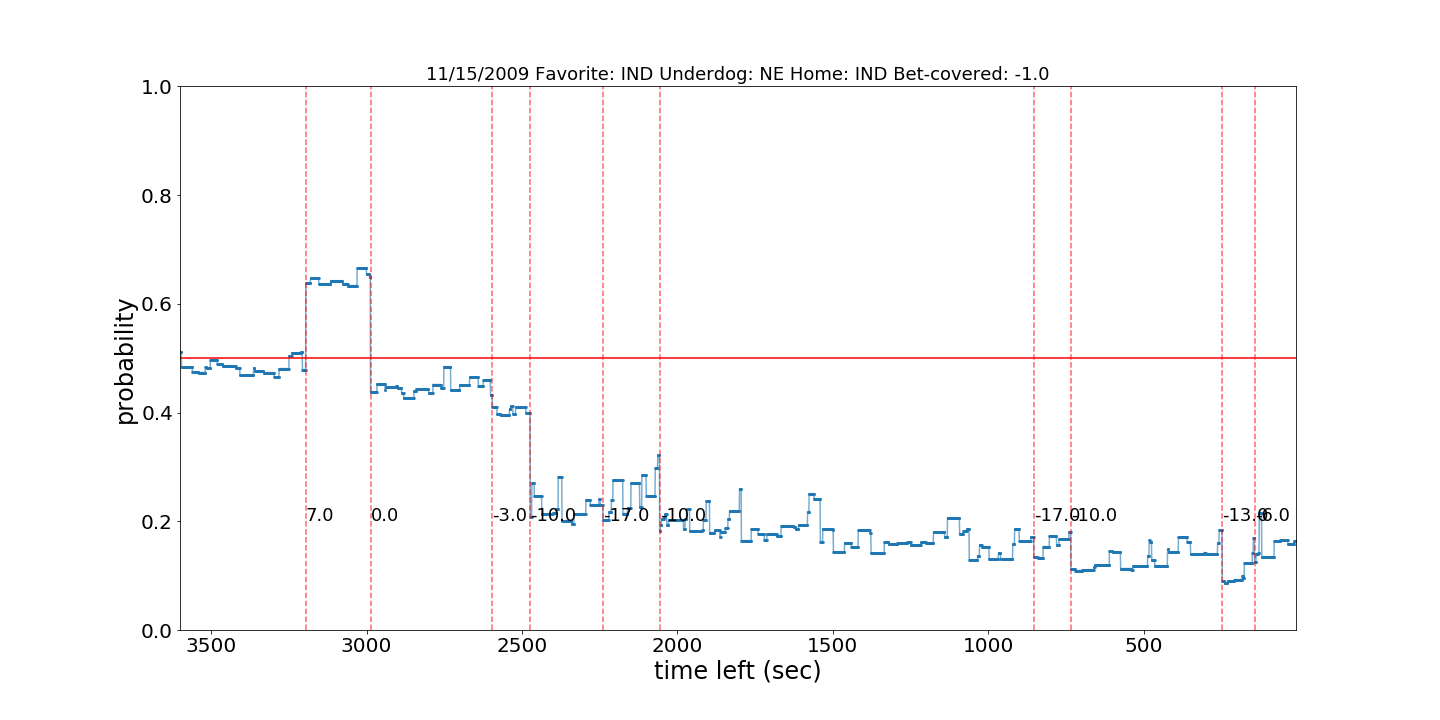 11/15/2009 Favorite: IND Underdog: NE Home: IND Bet-covered: -1.0
1.0
0.8
0.6
0.4
0.2
0.0
probability
7.0 0.0 -3.0 -10.0 -17.0 -10.0 -17.0 -10.0 -13.0 -6.0
3500 3000 2500 2000 1500 1000 500
time left (sec)